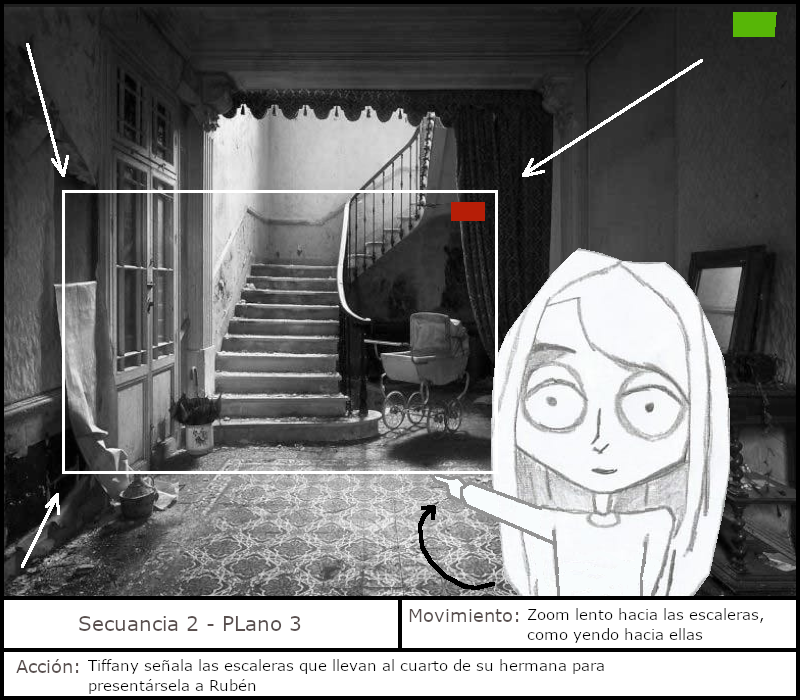 Secuancia 2 - PLano 3
Movimiento: Zoom lento hacia las escaleras,
como yendo hacia ellas
Acción: Tiffany señala las escaleras que llevan al cuarto de su hermana para
presentársela a Rubén